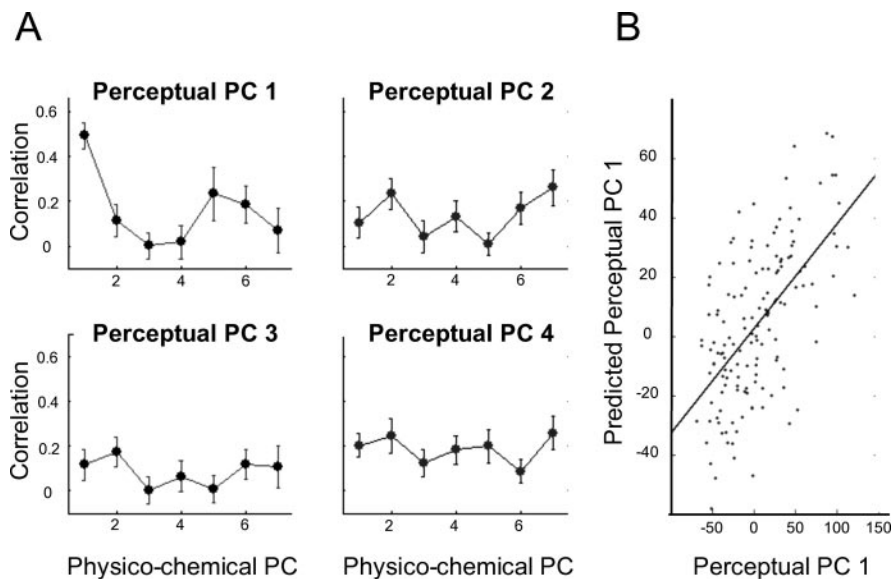 A
B
Perceptual PC 1
Perceptual PC 2
0.6
0.4
0.2
0
Correlation
2 4 6
2 4 6
Perceptual PC 3
Perceptual PC 4
0.6
0.4
0.2
0
Correlation
2 4 6
2 4 6
Physico-chemical PC
Physico-chemical PC
60
40
20
0
-20
-40
Predicted Perceptual PC 1
-50 0 50 100 150
Perceptual PC 1